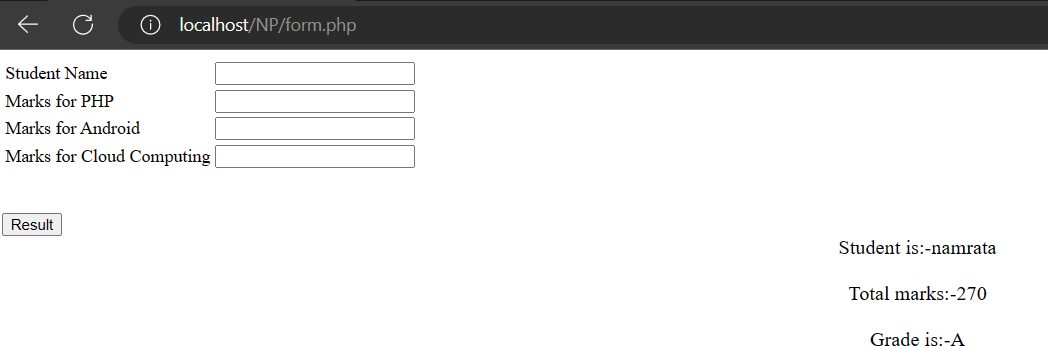 localhost/NP/form.php
Student Name
Marks for PHP
Marks for Android
Marks for Cloud Computing
Result
Student is:-namrata
Total marks:-270
Grade is:-A